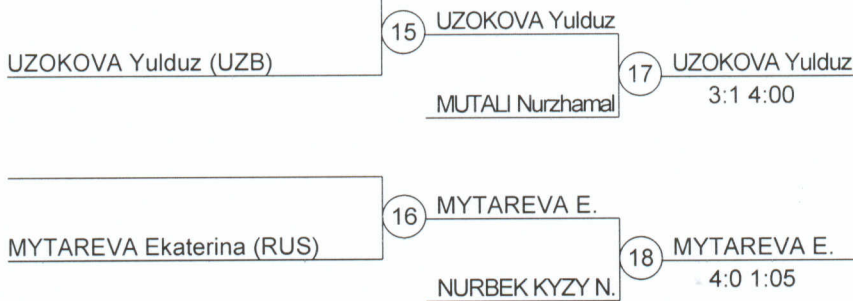 UZOKOVA Yulduz (UZB)
15
UZOKOVA Yulduz
MUTALI Nurzhamal
17
UZOKOVA Yulduz
3:1 4:00
MYTAREVA Ekaterina (RUS)
16
MYTAREVA E.
NURBEK KYZY N.
18
MYTAREVA E.
4:0 1:05